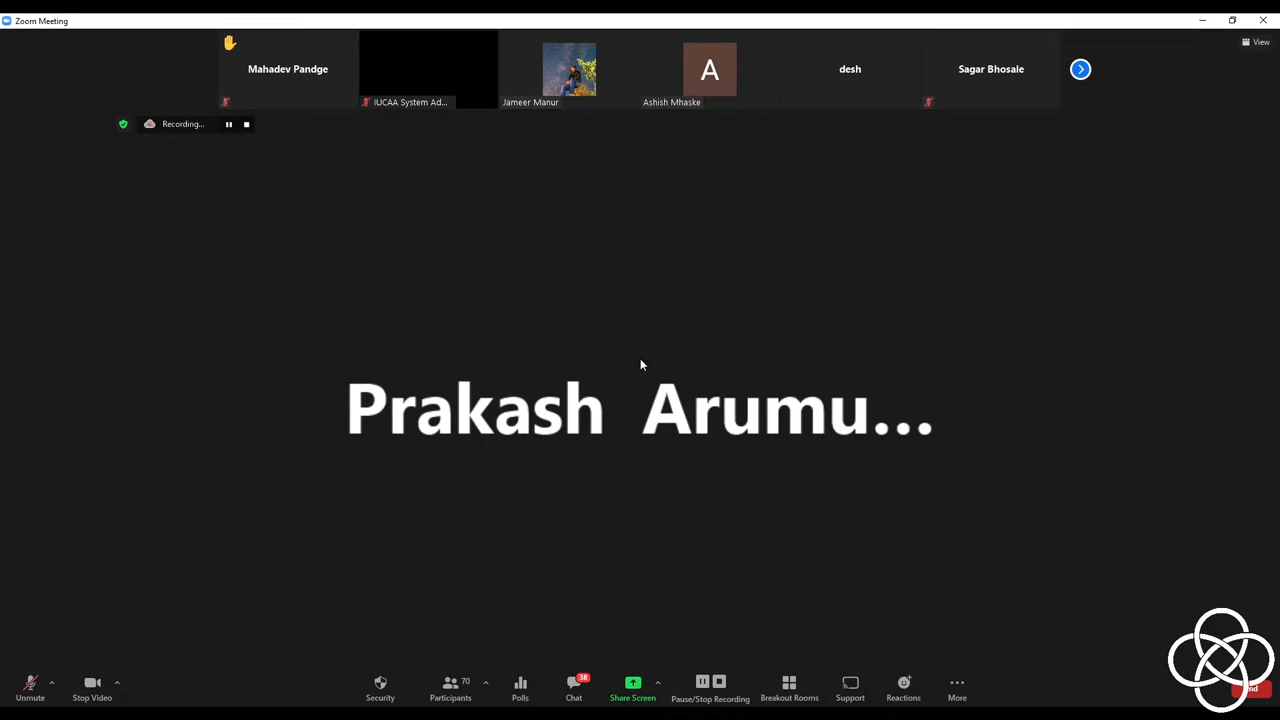 Zoom Meeting
View
Mahadev Pandge
IUCAA System Ad...
Jameer Manur
A
Ashish Mhaske
desh
Sagar Bhosale
Recording...
Prakash Arumu...
Unmute
Stop Video
Security
70
Participants
Polls
38
Chat
Share Screen
Pause/Stop Recording
Breakout Rooms
Support
Reactions
More